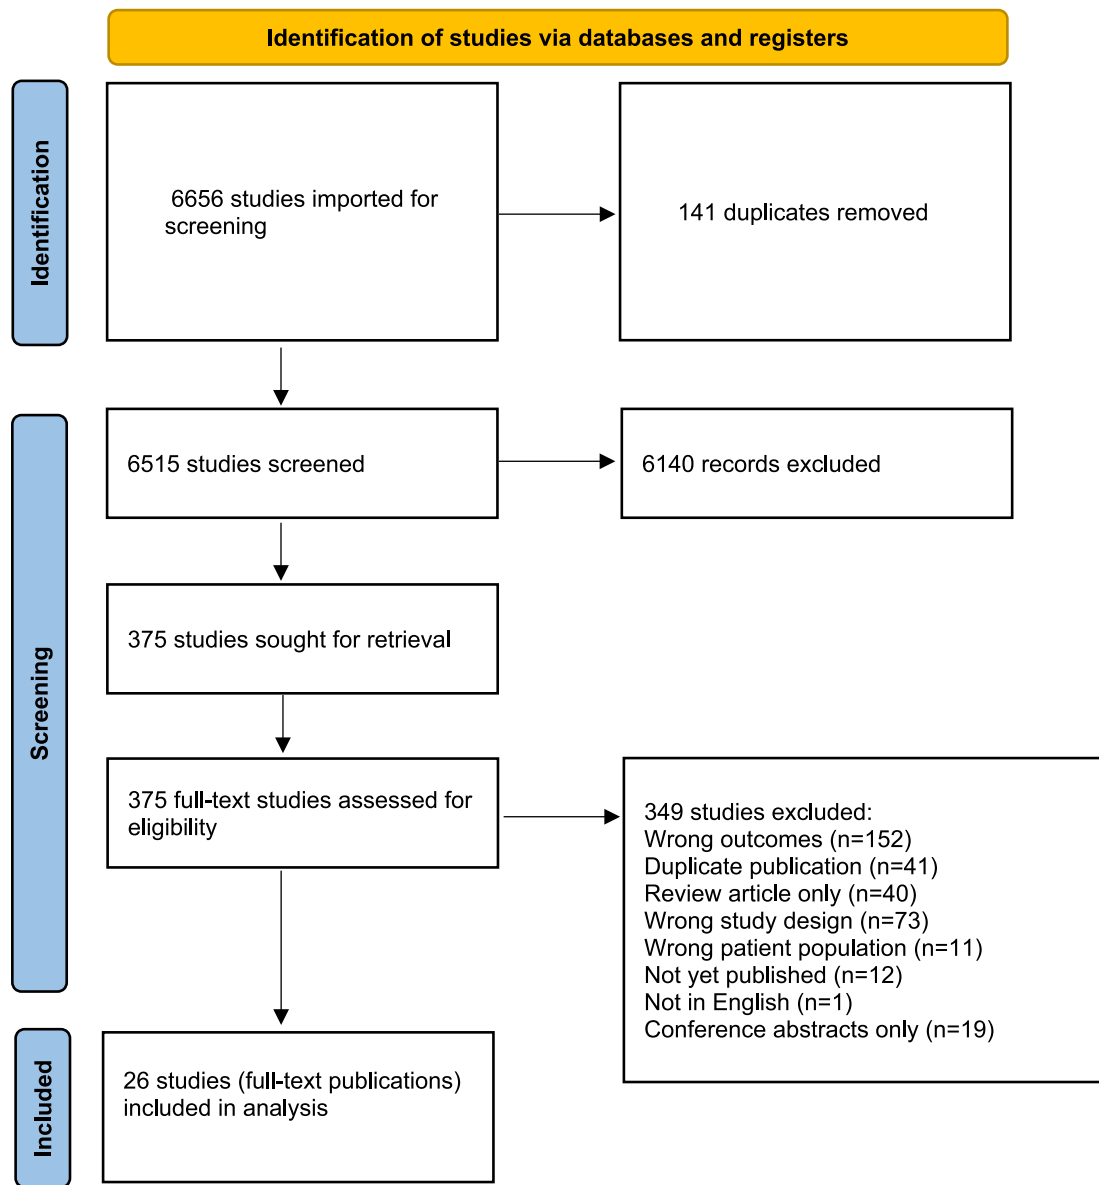 Identification of studies via databases and registers
Identification
6656 studies imported for
screening
141 duplicates removed
Screening
6515 studies screened
6140 records excluded
375 studies sought for retrieval
375 full-text studies assessed for
eligibility
349 studies excluded:
Wrong outcomes (n=152)
Duplicate publication (n=41)
Review article only (n=40)
Wrong study design (n=73)
Wrong patient population (n=11)
Not yet published (n=12)
Not in English (n=1)
Conference abstracts only (n=19)
Included
26 studies (full-text publications)
included in analysis